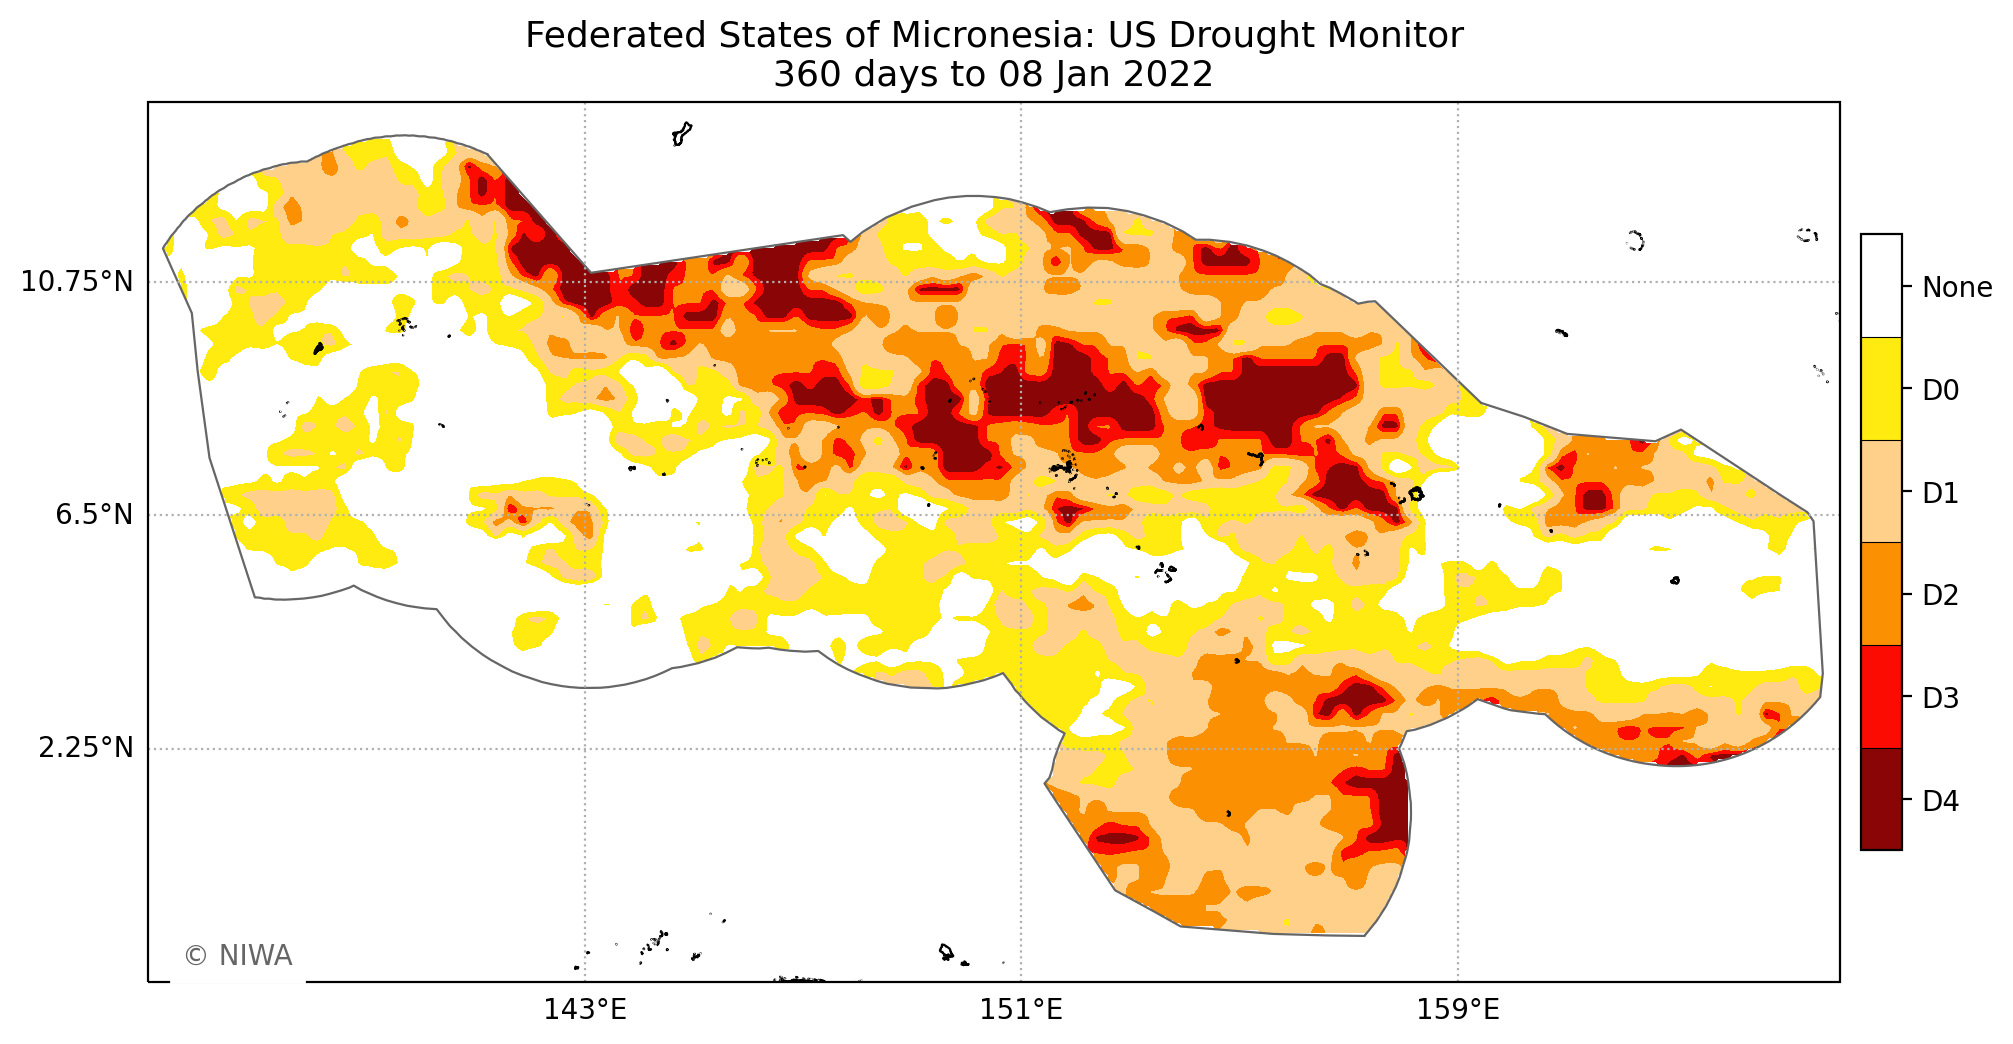 Federated States of Micronesia: US Drought Monitor
360 days to 08 Jan 2022
10.75°N
6.5°N
2.25°N
143°E
151°E
159°E
None
D0
D1
D2
D3
D4
© NIWA